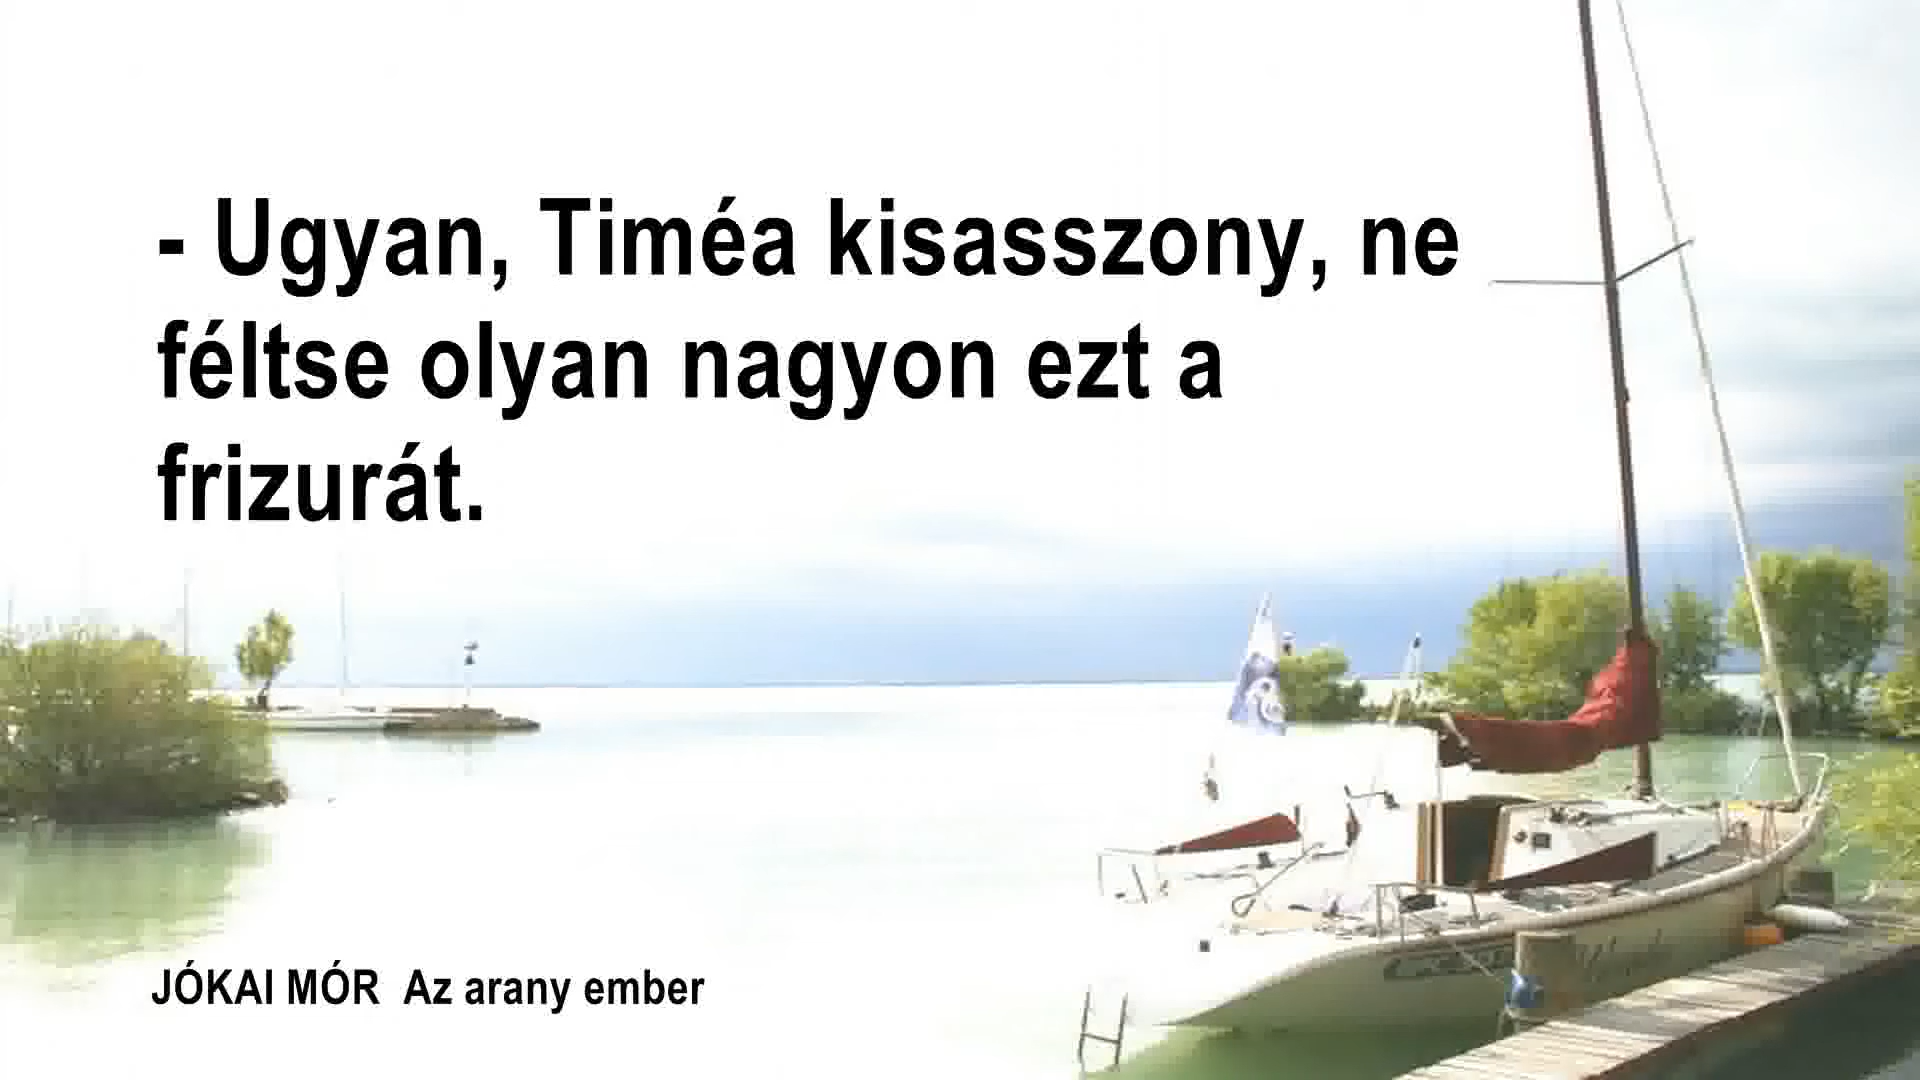 - Ugyan, Timéa kisasszony, ne
féltse olyan nagyon ezt a
frizurát.
JÓKAI MÓR Az arany ember